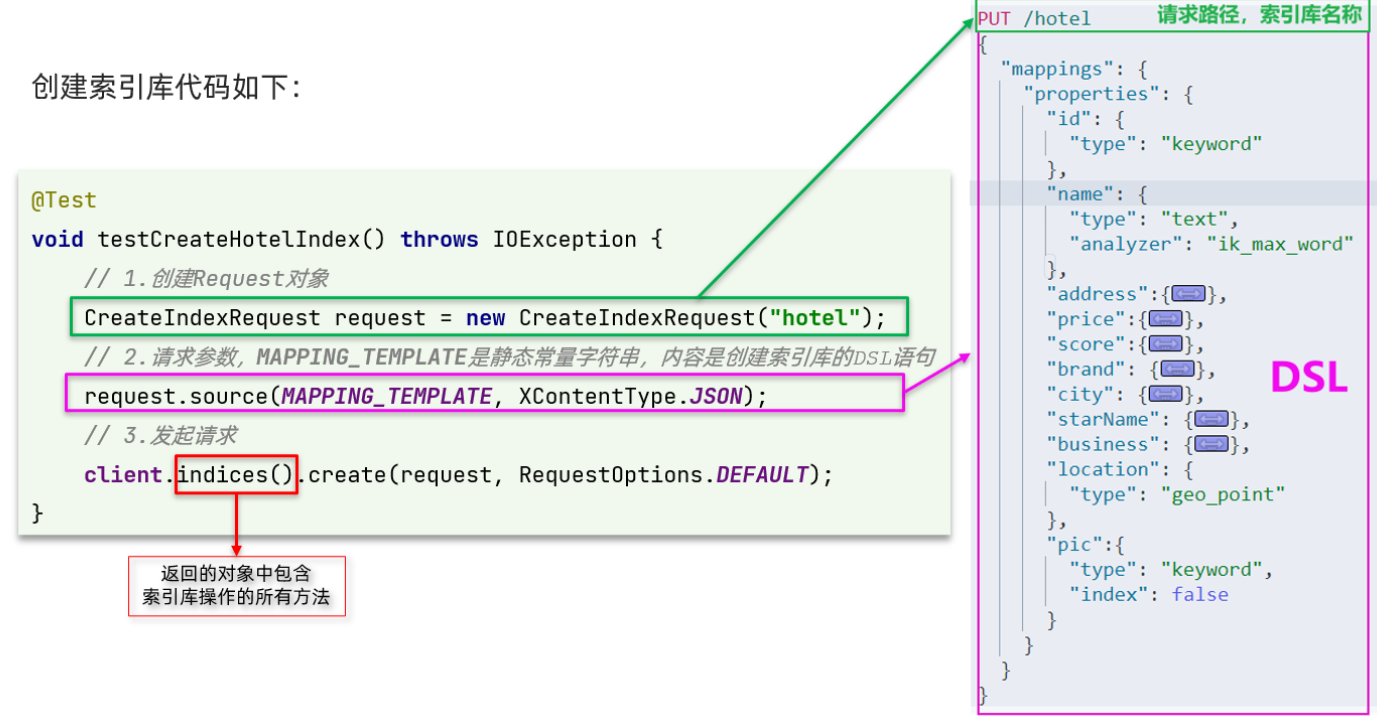 创建索引库代码如下：
@Test
void testCreateHotelIndex() throws IOException {
// 1.创建Request对象
CreateIndexRequest request = new CreateIndexRequest("hotel");
// 2.请求参数，MAPPING_TEMPLATE是静态常量字符串，内容是创建索引库的DSL语句
request.source(MAPPING_TEMPLATE, XContentType.JSON);
// 3.发起请求
client.indices().create(request, RequestOptions.DEFAULT);
}
返回的对象中包含
索引库操作的所有方法
PUT /hotel 请求路径，索引库名称
{
"mappings": {
"properties": {
"id": {
"type": "keyword"
},
"name": {
"type": "text",
"analyzer": "ik_max_word"
},
"address":{},
"price":{},
"score":{},
"brand": {},
"city": {},
"starName": {},
"business": {},
"location": {
"type": "geo_point"
},
"pic":{
"type": "keyword",
"index": false
}
}
}
}
DSL